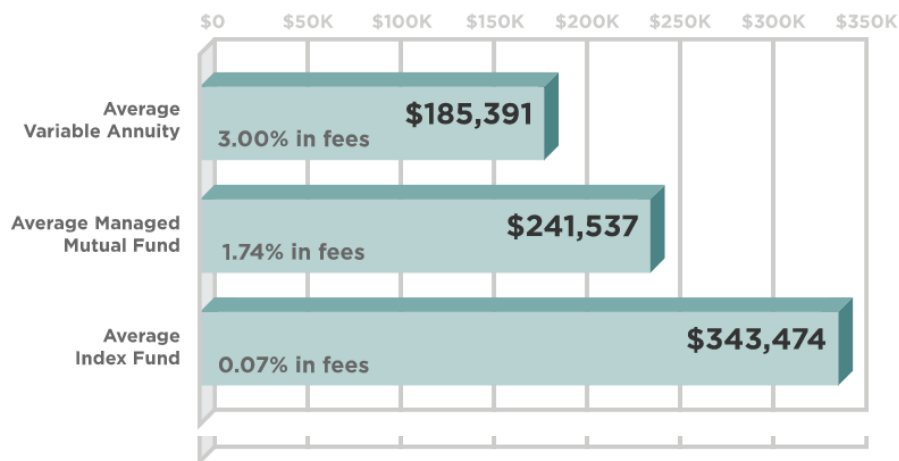 $0 $50K $100K $150K $200K $250K $300K $350K
Average
Variable Annuity
$185,391
3.00% in fees
Average Managed
Mutual Fund
$241,537
1.74% in fees
Average
Index Fund
$343,474
0.07% in fees